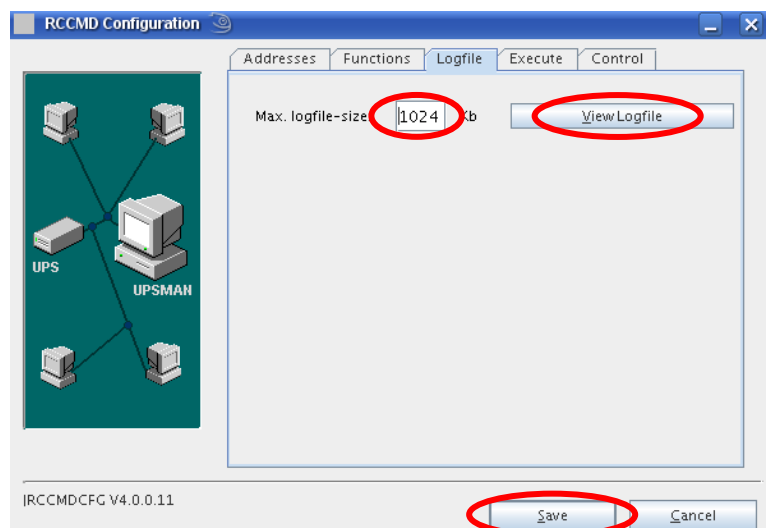 RCCMD Configuration
Addresses Functions Logfile Execute Control
Max. logfile-size 1024 Kb View Logfile
UPS
UPSMAN
RCCMDCFG V4.0.0.11
Save Cancel